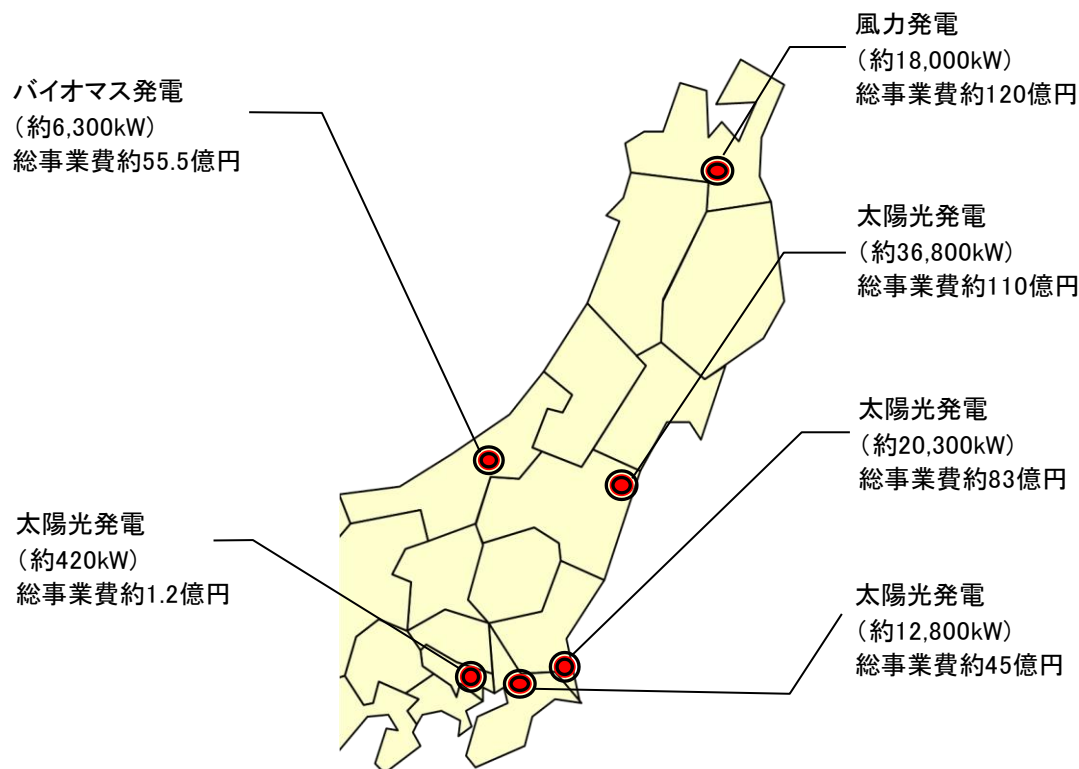 風力発電
(約18,000kW)
総事業費約120億円
バイオマス発電
(約6,300kW)
総事業費約55.5億円
太陽光発電
(約36,800kW)
総事業費約110億円
太陽光発電
(約20,300kW)
総事業費約83億円
太陽光発電
(約420kW)
総事業費約1.2億円
太陽光発電
(約12,800kW)
総事業費約45億円